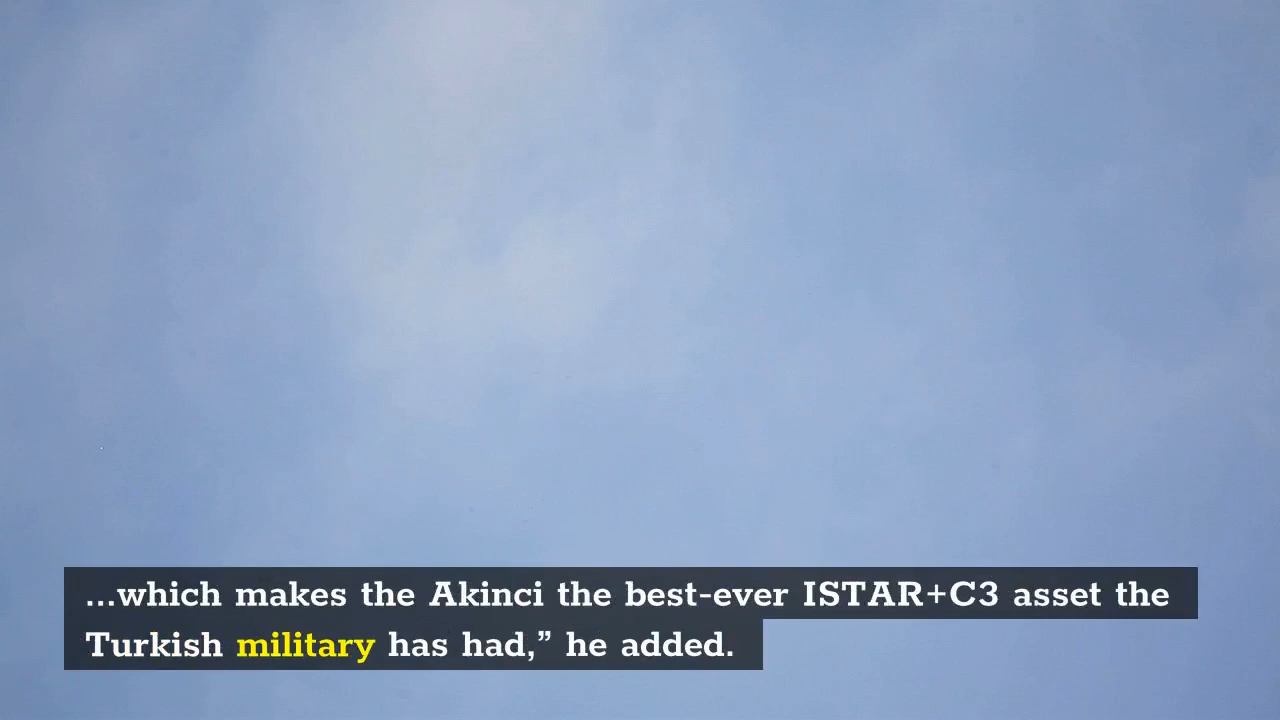 ...which makes the Akinci the best-ever ISTAR+C3 asset the
Turkish military has had,” he added.